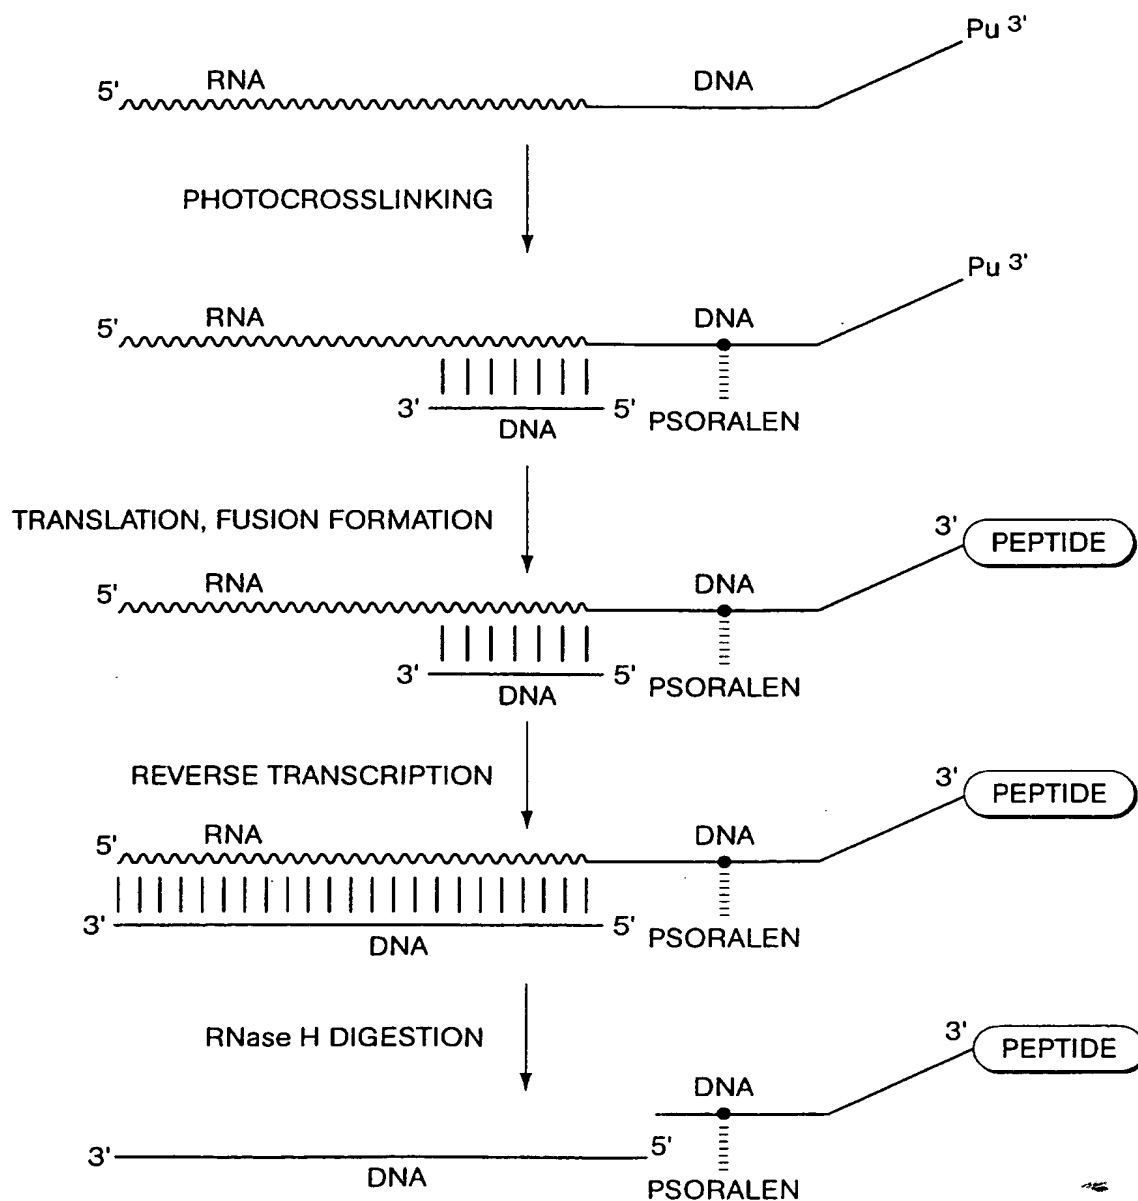 Pu 3'
5' RNA DNA
PHOTOCROSSLINKING
Pu 3'
5' RNA DNA
3' 5' PSORALEN
DNA
TRANSLATION, FUSION FORMATION
3' PEPTIDE
5' RNA DNA
3' 5' PSORALEN
DNA
REVERSE TRANSCRIPTION
3' PEPTIDE
5' RNA DNA
3' 5' PSORALEN
DNA
RNase H DIGESTION
3' PEPTIDE
DNA
3' 5'
DNA PSORALEN